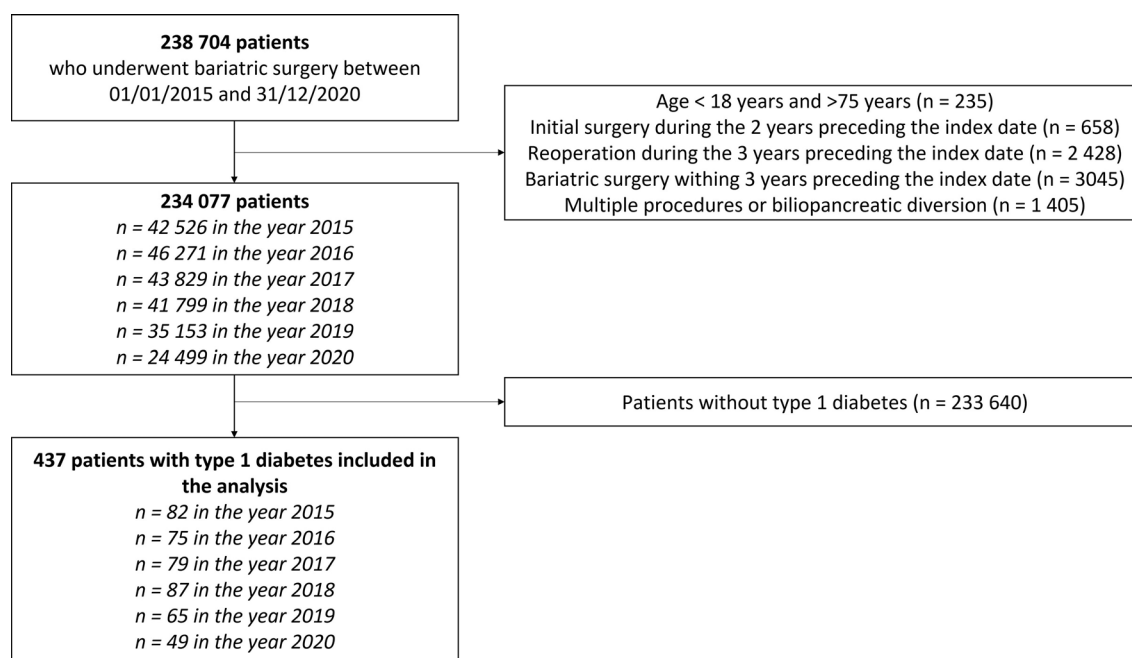 238 704 patients
who underwent bariatric surgery between
01/01/2015 and 31/12/2020
Age < 18 years and >75 years (n = 235)
Initial surgery during the 2 years preceding the index date (n = 658)
Reoperation during the 3 years preceding the index date (n = 2 428)
Bariatric surgery withing 3 years preceding the index date (n = 3045)
Multiple procedures or biliopancreatic diversion (n = 1 405)
234 077 patients
n = 42 526 in the year 2015
n = 46 271 in the year 2016
n = 43 829 in the year 2017
n = 41 799 in the year 2018
n = 35 153 in the year 2019
n = 24 499 in the year 2020
Patients without type 1 diabetes (n = 233 640)
437 patients with type 1 diabetes included in
the analysis
n = 82 in the year 2015
n = 75 in the year 2016
n = 79 in the year 2017
n = 87 in the year 2018
n = 65 in the year 2019
n = 49 in the year 2020